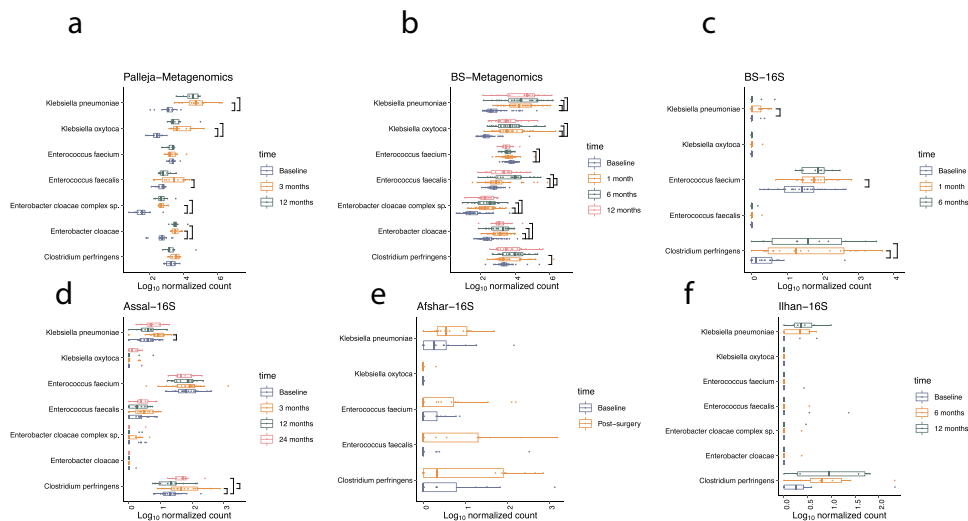 a
Palleja−Metagenomics
Klebsiella pneumoniae
Klebsiella oxytoca
Enterococcus faecium
Enterococcus faecalis
Enterobacter cloacae complex sp.
Enterobacter cloacae
Clostridium perfringens
2
4
6
Log10 normalized count
time
Baseline
3 months
12 months
b
BS−Metagenomics
Klebsiella pneumoniae
Klebsiella oxytoca
Enterococcus faecium
Enterococcus faecalis
Enterobacter cloacae complex sp.
Enterobacter cloacae
Clostridium perfringens
2
4
6
Log10 normalized count
time
Baseline
1 month
6 months
12 months
c
BS−16S
Klebsiella pneumoniae
Klebsiella oxytoca
Enterococcus faecium
Enterococcus faecalis
Clostridium perfringens
0
1
2
3
4
Log10 normalized count
time
Baseline
1 month
6 months
d
Assal−16S
Klebsiella pneumoniae
Klebsiella oxytoca
Enterococcus faecium
Enterococcus faecalis
Enterobacter cloacae complex sp.
Enterobacter cloacae
Clostridium perfringens
0
1
2
3
Log10 normalized count
time
Baseline
3 months
12 months
24 months
e
Afshar−16S
Klebsiella pneumoniae
Klebsiella oxytoca
Enterococcus faecium
Enterococcus faecalis
Clostridium perfringens
0
1
2
3
Log10 normalized count
time
Baseline
Post−surgery
f
Ilhan−16S
Klebsiella pneumoniae
Klebsiella oxytoca
Enterococcus faecium
Enterococcus faecalis
Enterobacter cloacae complex sp.
Enterobacter cloacae
Clostridium perfringens
0.0
0.5
1.0
1.5
2.0
Log10 normalized count
time
Baseline
6 months
12 months